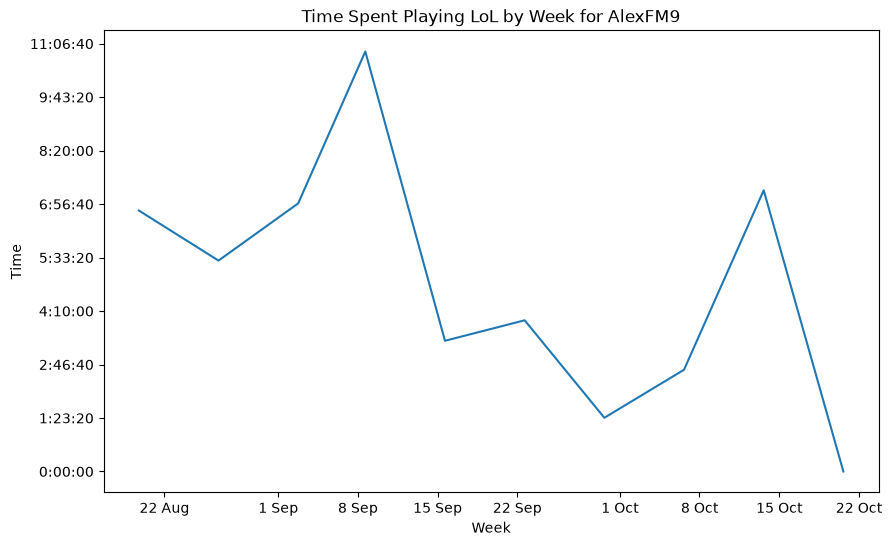 Time Spent Playing LoL by Week for AlexFM9
11:06:40
9:43:20
8:20:00
6:56:40
5:33:20
4:10:00
2:46:40
1:23:20
0:00:00
Time
22 Aug 1 Sep 8 Sep 15 Sep 22 Sep 1 Oct 8 Oct 15 Oct 22 Oct
Week